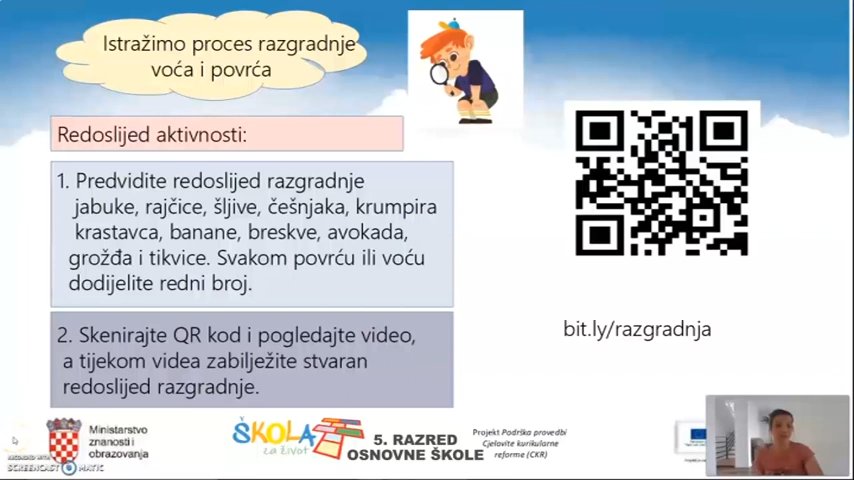 Istražimo proces razgradnje
voća i povrća
Redoslijed aktivnosti:
1. Predvidite redoslijed razgradnje
jabuke, rajčice, šljive, češnjaka, krumpira
krastavca, banane, breskve, avokada,
grožđa i tikvice. Svakom povrću ili voću
dodijelite redni broj.
2. Skenirajte QR kod i pogledajte video,
a tijekom videa zabilježite stvaran
redoslijed razgradnje.
bit.ly/razgradnja
Ministarstvo
znanosti i
obrazovanja
ŠKOLA
za život
5. RAZRED
OSNOVNE ŠKOLE
Projekt Podrška provedbi
Cjelovite kurikularne
reforme (CKR)
RECORDED WITH
SCREENCAST MATIC